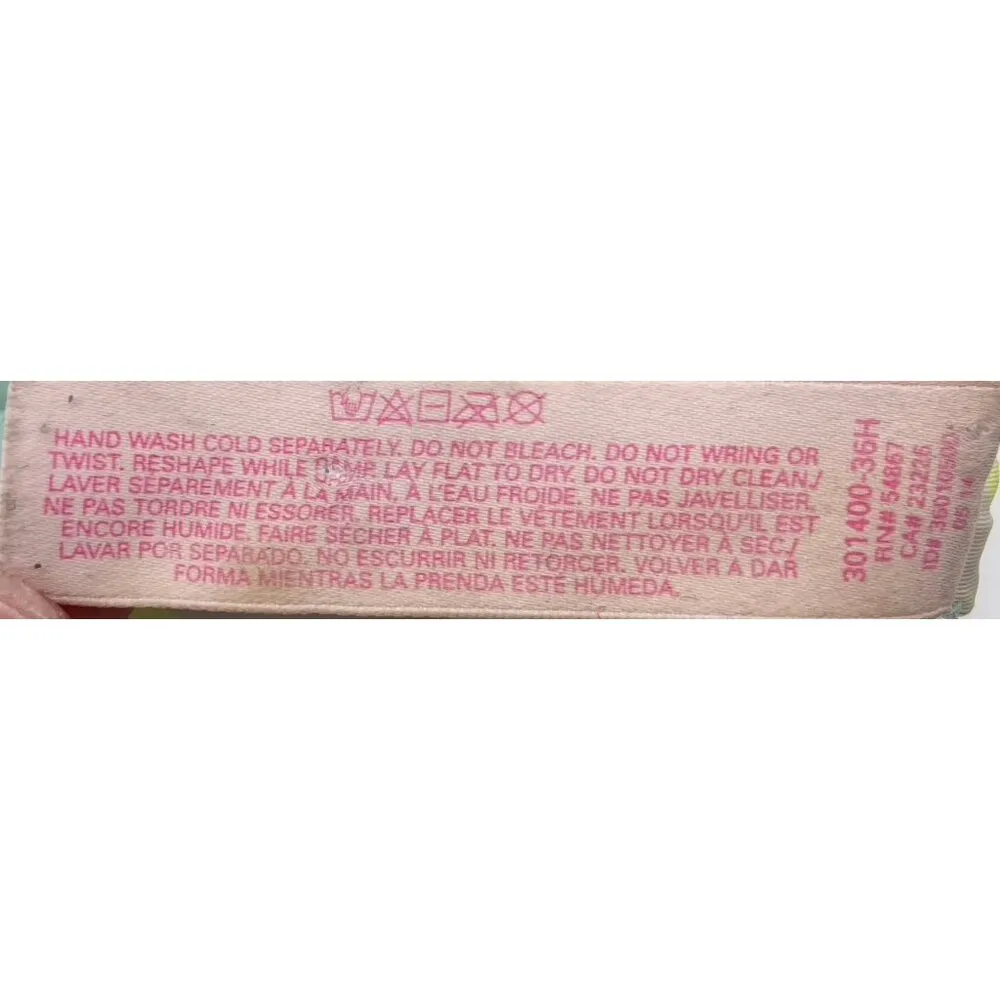 HAND WASH COLD SEPARATELY. DO NOT BLEACH. DO NOT WRING OR
TWIST. RESHAPE WHILE LAY FLAT TO DRY. DO NOT DRY CLEAN./
LAVER SÉPAREMENT À LA MAIN, À L'EAU FROIDE, NE PAS JAVELLISER.
NE PAS TORDRE NI ESSORER. REPLACER LE VÊTEMENT LORSQU'IL EST
ENCORE HUMIDE. FAIRE SÉCHER À PLAT. NE PAS NETTOYER À SEC./
LAVAR POR SEPARADO. NO ESCURRIR NI RETORCER. VOLVER A DAR
FORMA MIENTRAS LA PRENDA ESTÉ HUMEDA.
301400-36H
RN# 54867
CA# 23226